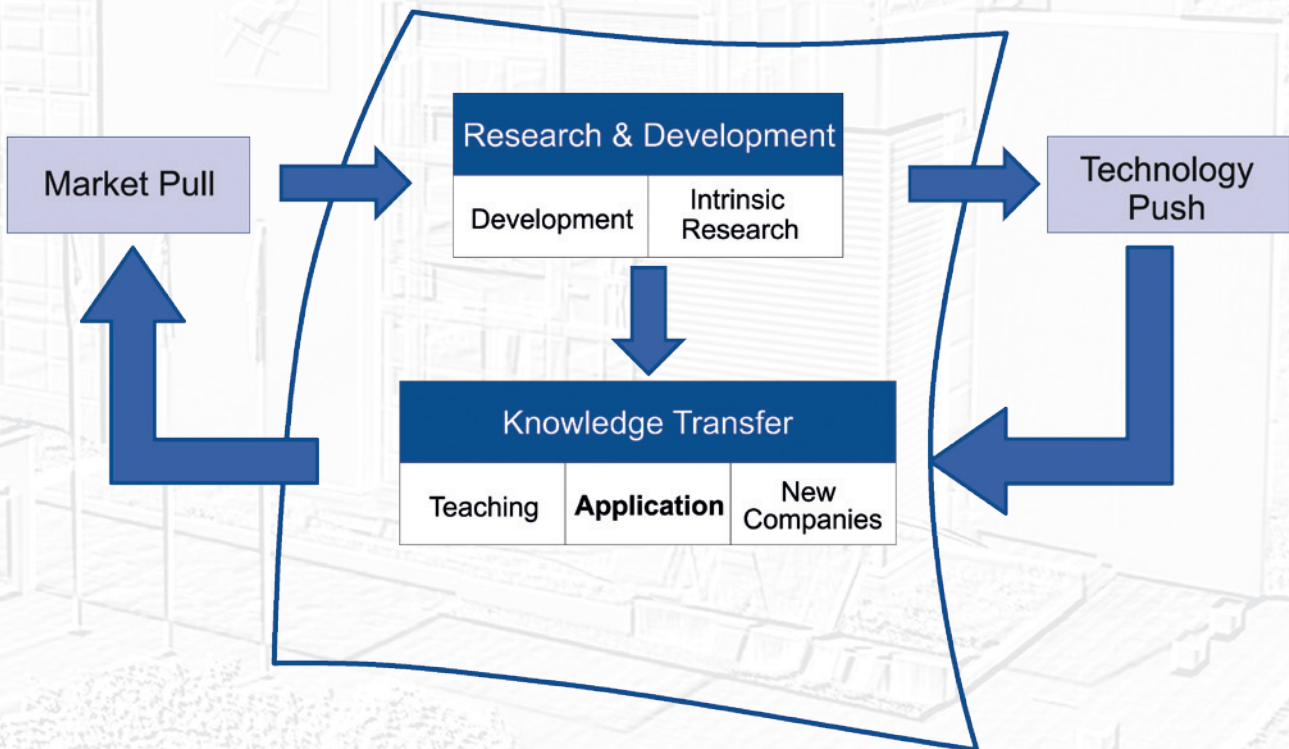 Research & Development
Market Pull
Development
Intrinsic
Research
Technology
Push
Knowledge Transfer
Teaching
Application
New
Companies